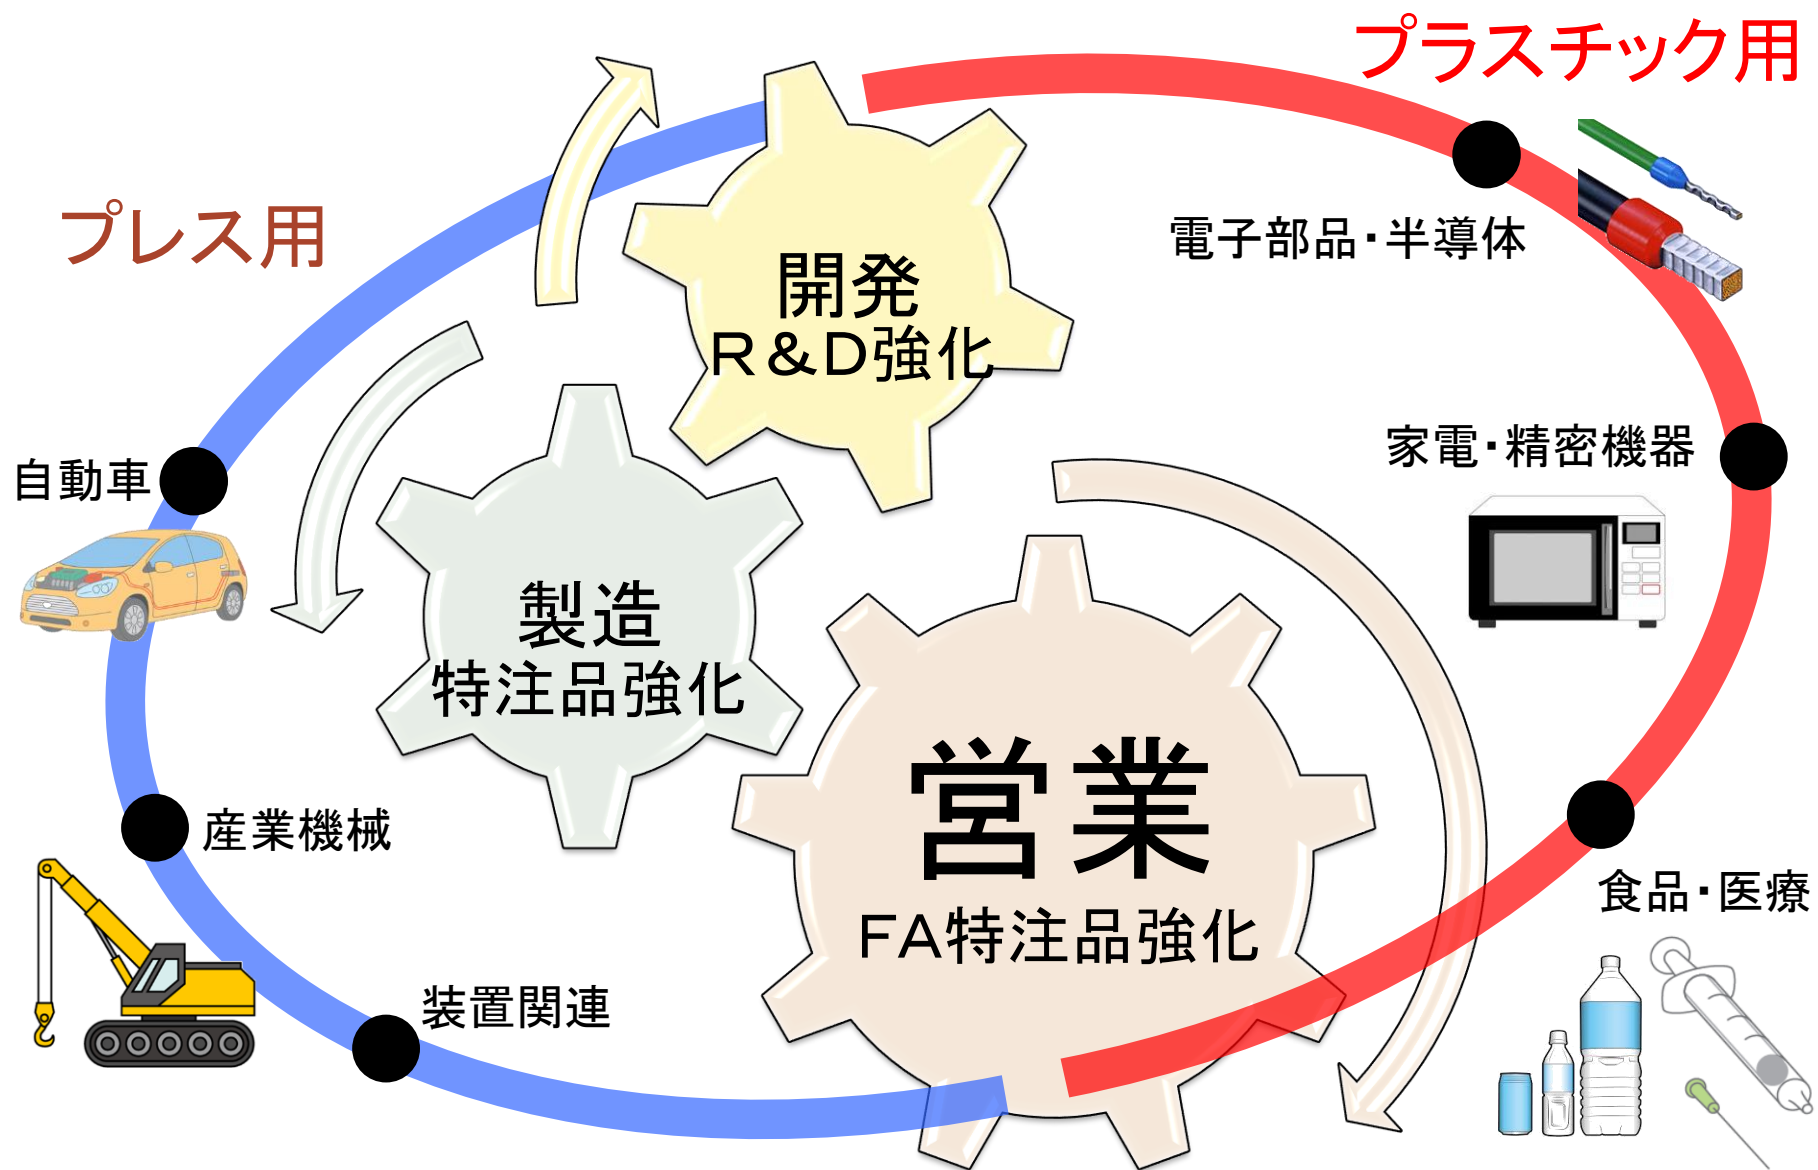 プラスチック用
プレス用
電子部品・半導体
開発
R＆D強化
家電・精密機器
自動車
製造
特注品強化
営業
FA特注品強化
産業機械
食品・医療
装置関連